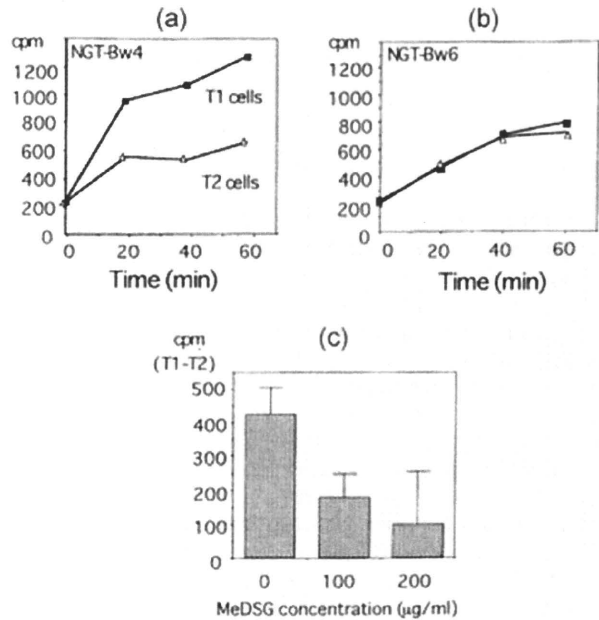 (a)
cpm
NGT-Bw4
1200
1000
800
600
400
200
0
T1 cells
T2 cells
0 20 40 60
Time (min)
(b)
cpm
NGT-Bw6
1200
1000
800
600
400
200
0
0 20 40 60
Time (min)
(c)
cpm
(T1-T2)
500
400
300
200
100
0
0 100 200
MeDSG concentration (μg/ml)